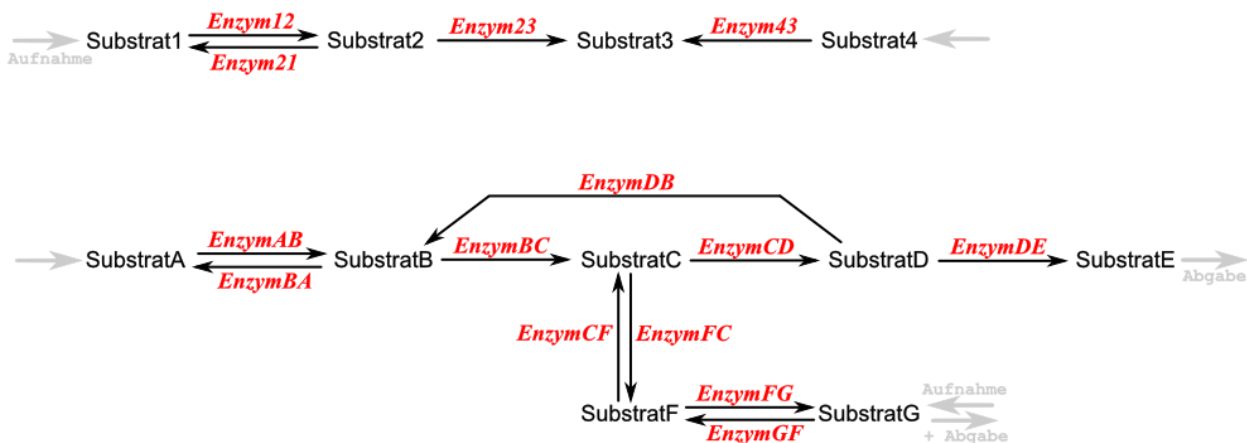 Enzym12 Enzym23 Enzym43
Substrat1 Substrat2 Substrat3 Substrat4
Aufnahme Enzym21
EnzymDB
EnzymAB EnzymBC EnzymCD EnzymDE
SubstratA SubstratB SubstratC SubstratD SubstratE
EnzymBA Abgabe
EnzymCF EnzymFC
EnzymFG Aufnahme
SubstratF SubstratG
EnzymGF + Abgabe